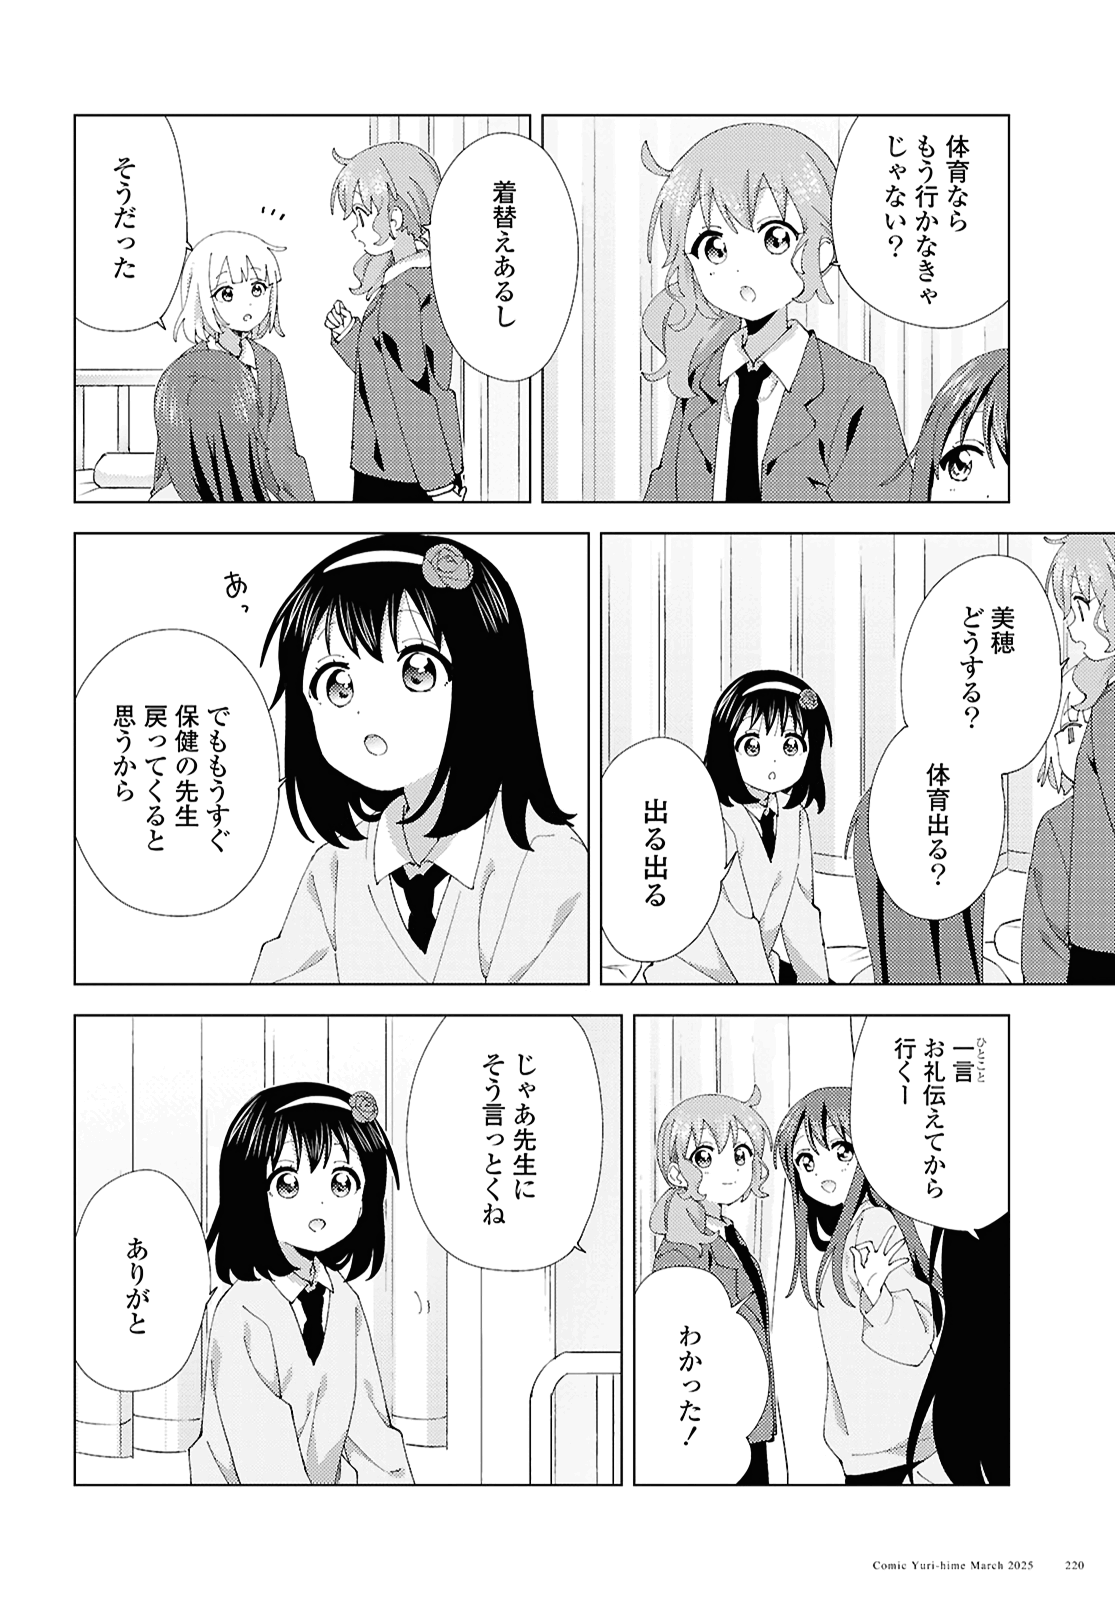 体育なら
もう行かなきゃ
じゃない？
着替えあるし
そうだった
美穂
どうする？
体育出る？
出る出る
あっ
でももうすぐ
保健の先生
戻ってくると
思うから
一言
ひとこと
お礼伝えてから
行くー
わかった！
じゃあ先生に
そう言っとくね
ありがと
Comic Yuri-hime March 2025 220